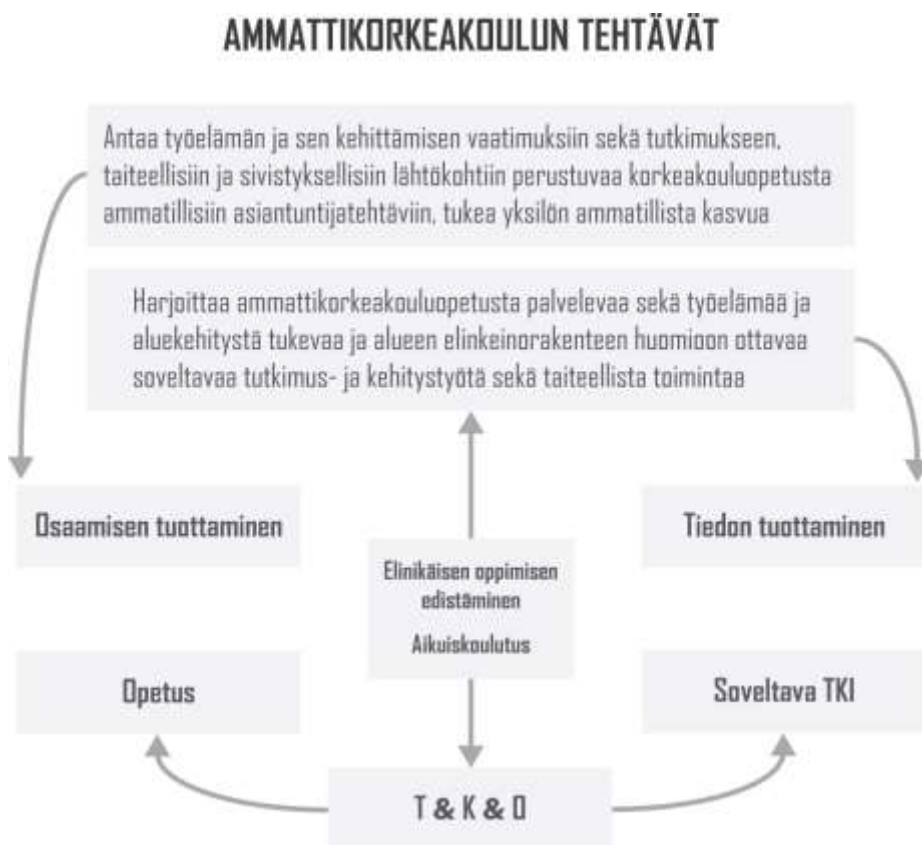 AMMATTIKORKEAKOULUN TEHTÄVÄT
Antaa työelämän ja sen kehittämisen vaatimuksiin sekä tutkimukseen,
taiteellisiin ja sivistyksellisiin lähtökohtiin perustuvaa korkeakouluopetusta
ammatillisiin asiantuntijatehtäviin, tukea yksilön ammatillista kasvua
Harjoittaa ammattikorkeakouluopetusta palvelevaa sekä työelämää ja
aluekehitystä tukevaa ja alueen elinkeinorakenteen huomioon ottavaa
soveltavaa tutkimus- ja kehitystyötä sekä taiteellista toimintaa
Osaamisen tuottaminen
Tiedon tuottaminen
Elinikäisen oppimisen
edistäminen
Aikuiskoulutus
Opetus
Soveltava TKI
T & K & O